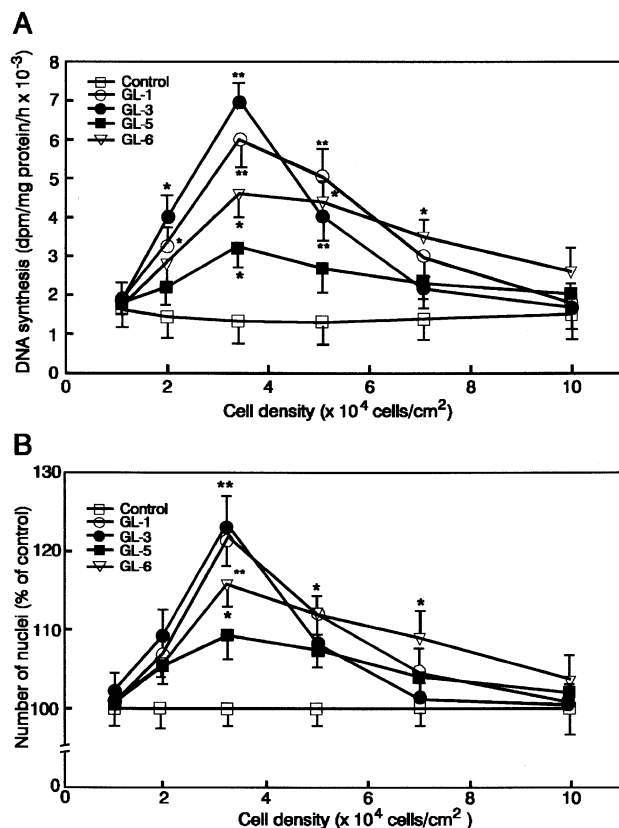 A
DNA synthesis (dpm/mg protein/h x 10-3)
8
7
6
5
4
3
2
1
0
Control
GL-1
GL-3
GL-5
GL-6
**
*
**
*
**
*
*
*
**
*
0 2 4 6 8 10
Cell density (x 10⁴ cells/cm²)
B
Number of nuclei (% of control)
130
120
110
100
0
Control
GL-1
GL-3
GL-5
GL-6
**
**
*
*
*
0 2 4 6 8 10
Cell density (x 10⁴ cells/cm²)